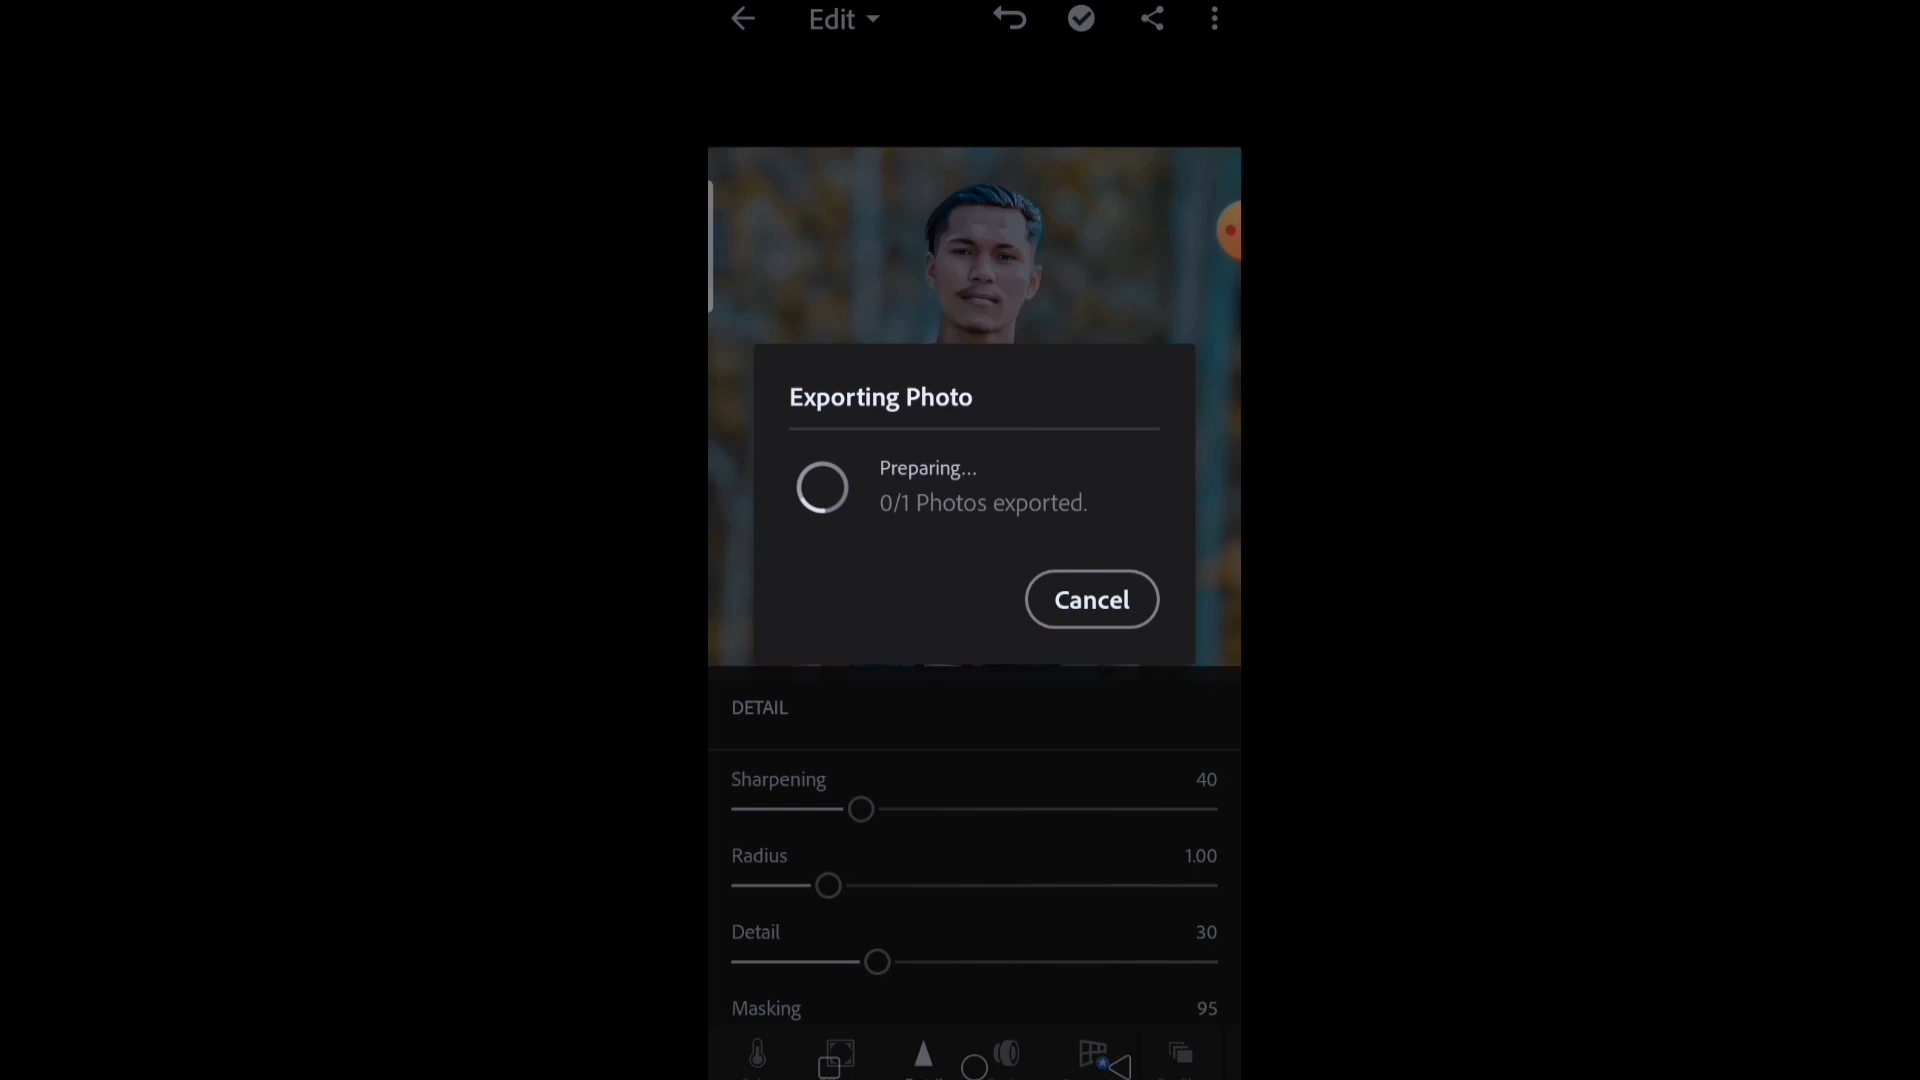 Edit
Exporting Photo
Preparing...
0/1 Photos exported.
Cancel
DETAIL
Sharpening 40
Radius 1.00
Detail 30
Masking 95